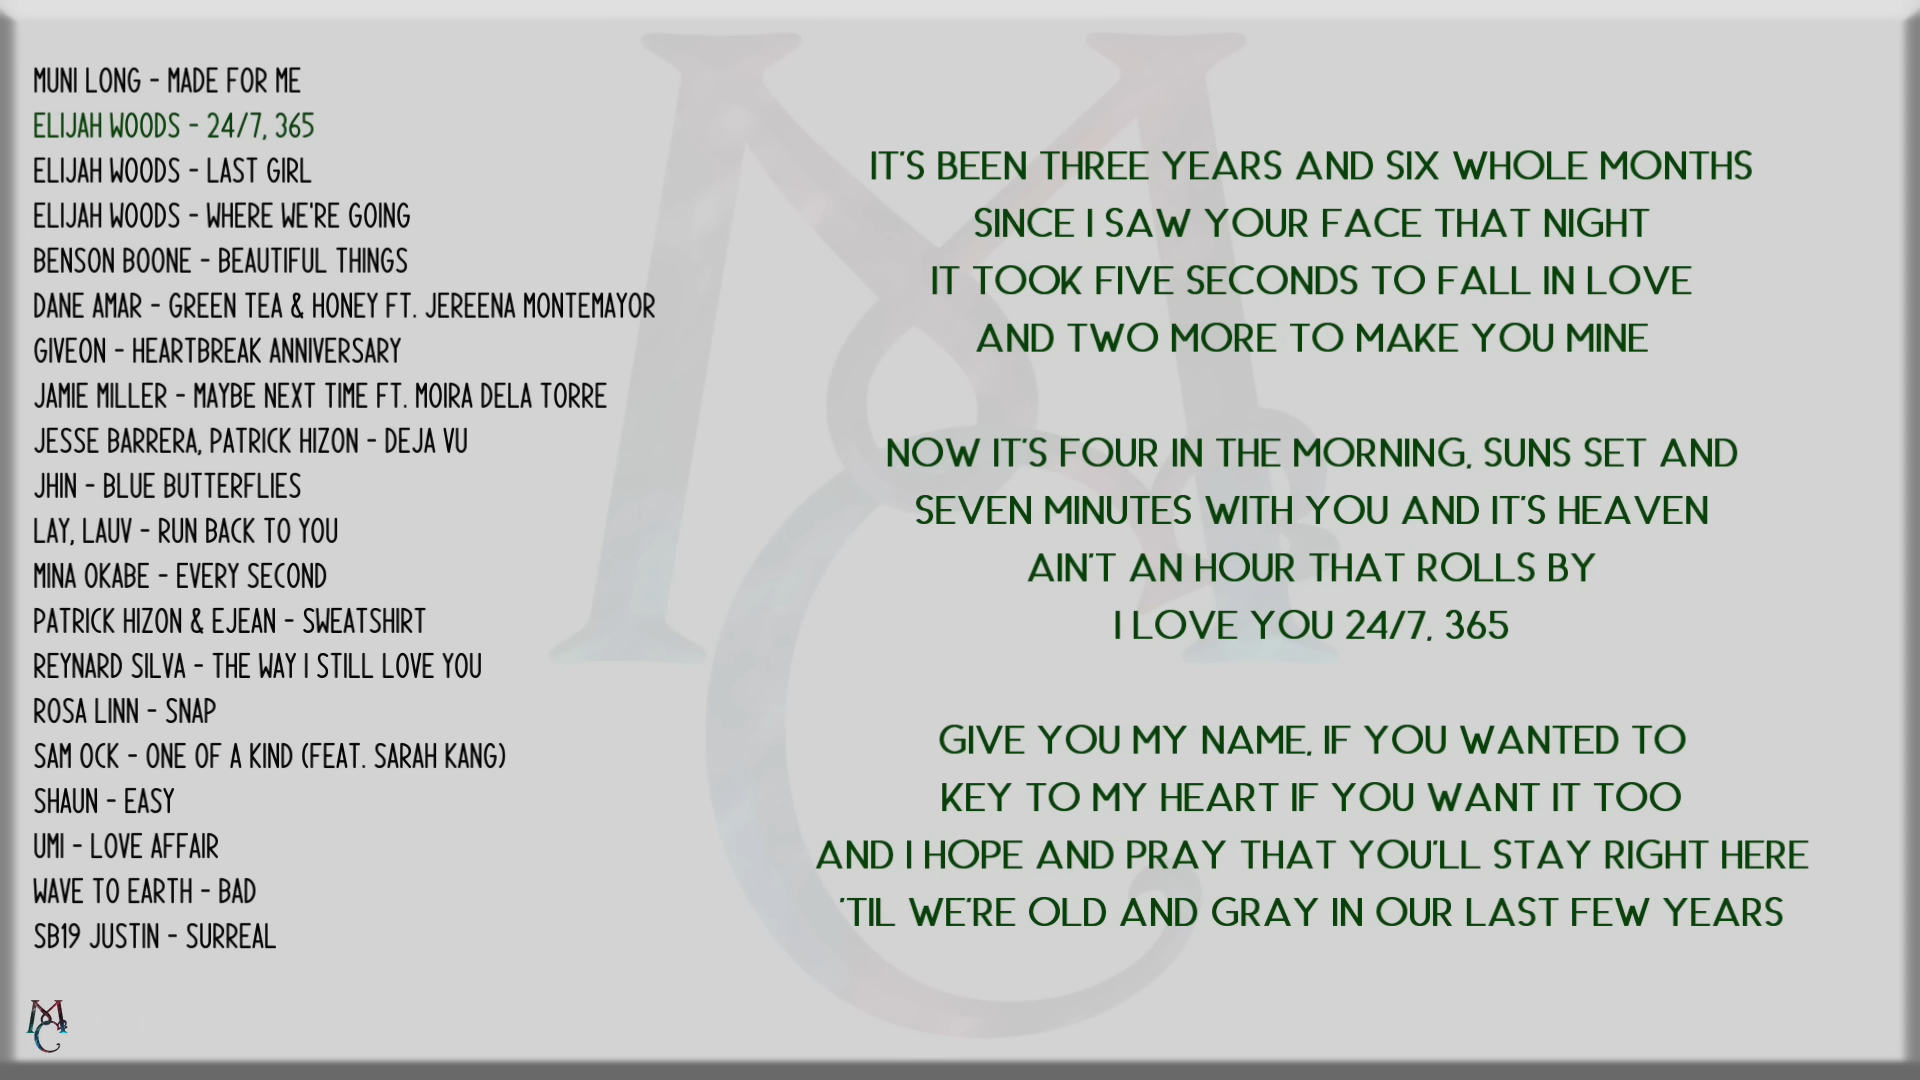 MUNI LONG - MADE FOR ME
ELIJAH WOODS - 24/7, 365
ELIJAH WOODS - LAST GIRL
ELIJAH WOODS - WHERE WE'RE GOING
BENSON BOONE - BEAUTIFUL THINGS
DANE AMAR - GREEN TEA & HONEY FT. JEREENA MONTEMAYOR
GIVEON - HEARTBREAK ANNIVERSARY
JAMIE MILLER - MAYBE NEXT TIME FT. MOIRA DELA TORRE
JESSE BARRERA, PATRICK HIZON - DEJA VU
JHIN - BLUE BUTTERFLIES
LAY, LAUV - RUN BACK TO YOU
MINA OKABE - EVERY SECOND
PATRICK HIZON & EJEAN - SWEATSHIRT
REYNARD SILVA - THE WAY I STILL LOVE YOU
ROSA LINN - SNAP
SAM OCK - ONE OF A KIND (FEAT. SARAH KANG)
SHAUN - EASY
UMI - LOVE AFFAIR
WAVE TO EARTH - BAD
SB19 JUSTIN - SURREAL
IT'S BEEN THREE YEARS AND SIX WHOLE MONTHS
SINCE I SAW YOUR FACE THAT NIGHT
IT TOOK FIVE SECONDS TO FALL IN LOVE
AND TWO MORE TO MAKE YOU MINE
NOW IT'S FOUR IN THE MORNING, SUNS SET AND
SEVEN MINUTES WITH YOU AND IT'S HEAVEN
AIN'T AN HOUR THAT ROLLS BY
I LOVE YOU 24/7, 365
GIVE YOU MY NAME, IF YOU WANTED TO
KEY TO MY HEART IF YOU WANT IT TOO
AND I HOPE AND PRAY THAT YOU'LL STAY RIGHT HERE
'TIL WE'RE OLD AND GRAY IN OUR LAST FEW YEARS
MC